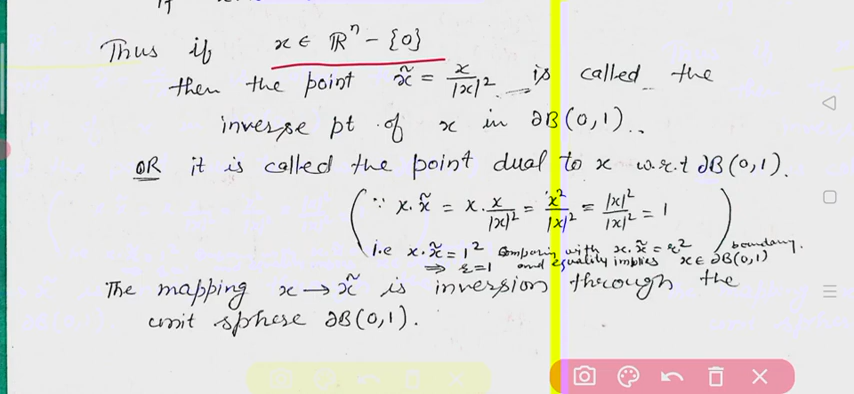 Thus if x ∈ ℝⁿ - {0}
then the point x̃ = x/|x|² is called the
inverse pt of x in ∂B(0,1).
OR it is called the point dual to x w.r.t ∂B(0,1).
(∵ x.x̃ = x.x/|x|² = x²/|x|² = |x|²/|x|² = 1
i.e x.x̃ = 1² comparing with x.x̃ = r² boundary.
⇒ r=1 and equality implies x ∈ ∂B(0,1))
The mapping x → x̃ is inversion through the
unit sphere ∂B(0,1).